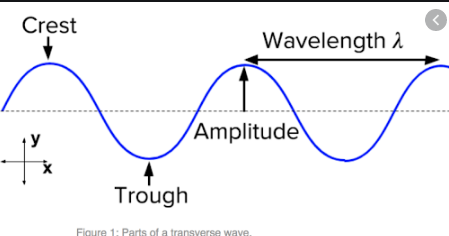 Crest
Wavelength λ
Amplitude
y
x
Trough
Figure 1: Parts of a transverse wave.